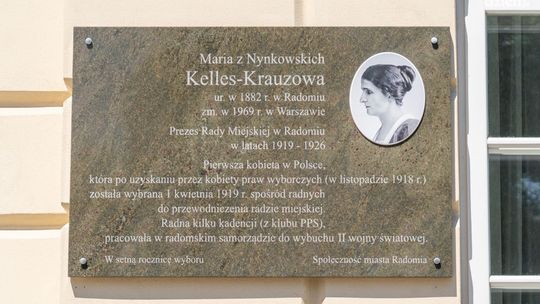 Maria z Nynkowskich
Kelles-Krauzowa
ur. w 1882 r. w Radomiu
zm. w 1969 r. w Warszawie
Prezes Rady Miejskiej w Radomiu
w latach 1919 - 1926
Pierwsza kobieta w Polsce,
która po uzyskaniu przez kobiety praw wyborczych (w listopadzie 1918 r.)
została wybrana 1 kwietnia 1919 r. spośród radnych
do przewodniczenia radzie miejskiej.
Radna kilku kadencji (z klubu PPS),
pracowała w radomskim samorządzie do wybuchu II wojny światowej.
W setną rocznicę wyboru Społeczność miasta Radomia